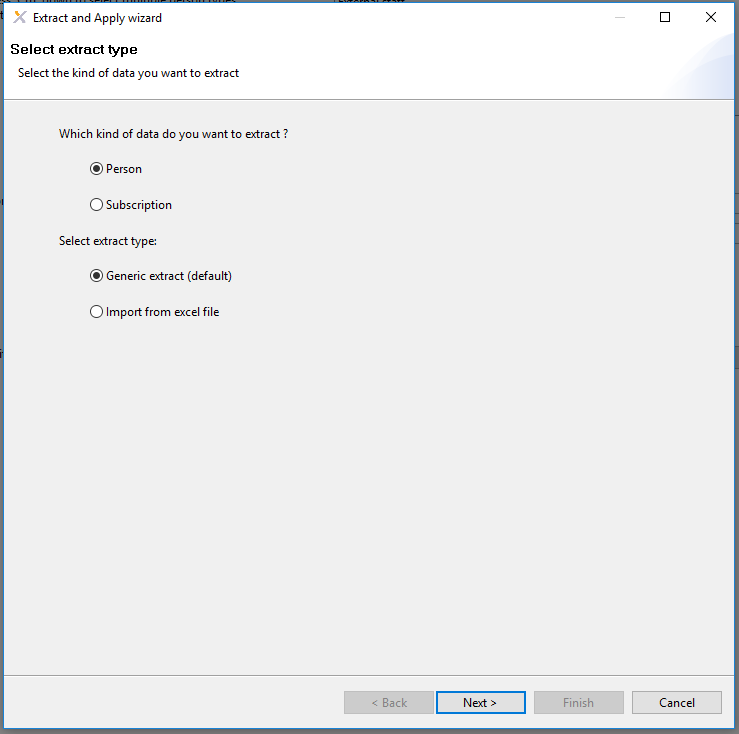 Extract and Apply wizard
Select extract type
Select the kind of data you want to extract
Which kind of data do you want to extract ?
Person
Subscription
Select extract type:
Generic extract (default)
Import from excel file
< Back
Next >
Finish
Cancel